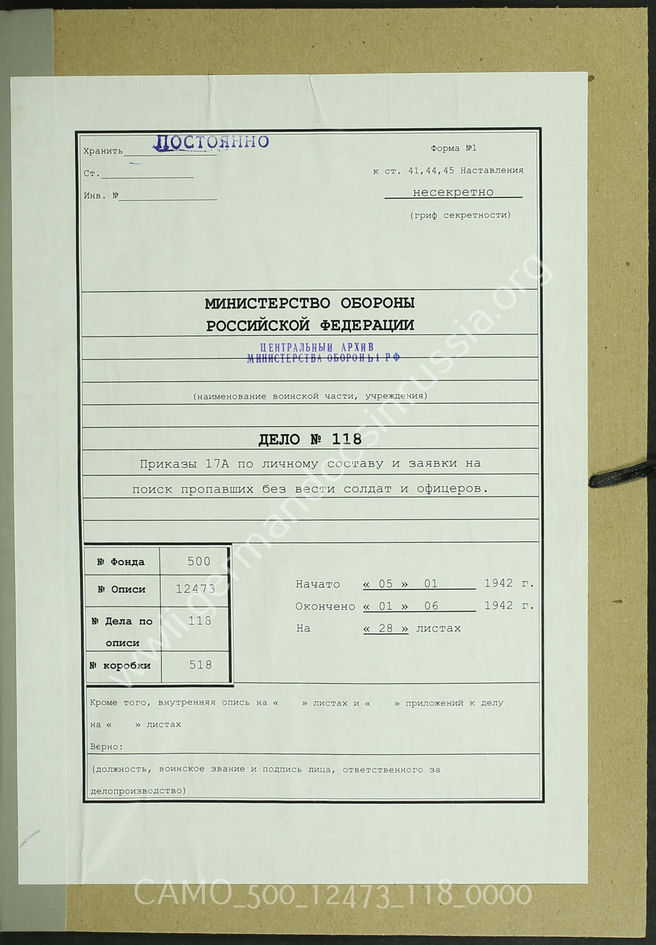 Хранить ПОСТОЯННО
Форма №1
Ст.
к ст. 41,44,45 Наставления
Инв. №
несекретно
(гриф секретности)
МИНИСТЕРСТВО ОБОРОНЫ
РОССИЙСКОЙ ФЕДЕРАЦИИ
ЦЕНТРАЛЬНЫЙ АРХИВ
МИНИСТЕРСТВА ОБОРОНЫ РФ
(наименование воинской части, учреждения)
ДЕЛО № 118
Приказы 17А по личному составу и заявки на
поиск пропавших без вести солдат и офицеров.
№ Фонда 500
№ Описи 12473
№ Дела по 118
описи
№ коробки 518
Начато « 05 » 01 1942 г.
Окончено « 01 » 06 1942 г.
На « 28 » листах
Кроме того, внутренняя опись на « » листах и « » приложений к делу
на « » листах
Верно:
(должность, воинское звание и подпись лица, ответственного за
делопроизводство)
www.germandocsinrussia.org
CAMO_500_12473_118_0000